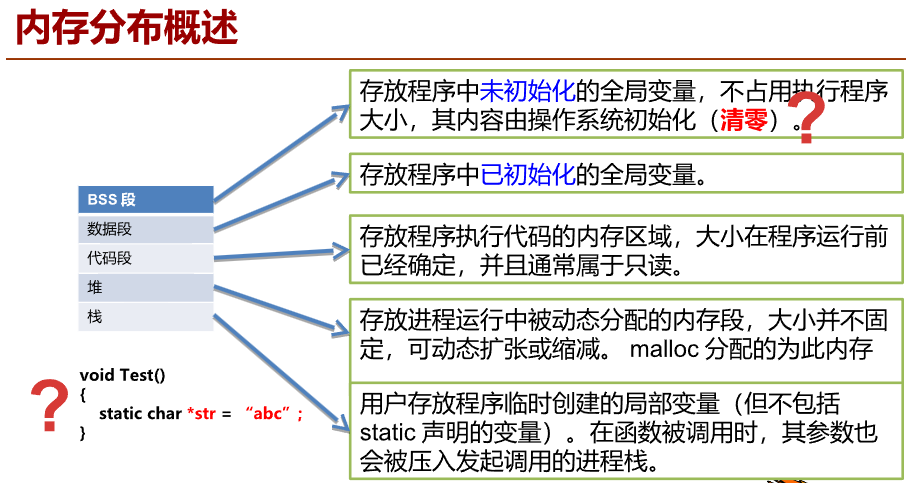 内存分布概述
存放程序中未初始化的全局变量，不占用执行程序
大小，其内容由操作系统初始化（清零）。
?
存放程序中已初始化的全局变量。
BSS 段
数据段
代码段
堆
栈
存放程序执行代码的内存区域，大小在程序运行前
已经确定，并且通常属于只读。
存放进程运行中被动态分配的内存段，大小并不固
定，可动态扩张或缩减。 malloc 分配的为此内存
用户存放程序临时创建的局部变量（但不包括
static 声明的变量）。在函数被调用时，其参数也
会被压入发起调用的进程栈。
?
void Test()
{
static char *str = “abc”;
}